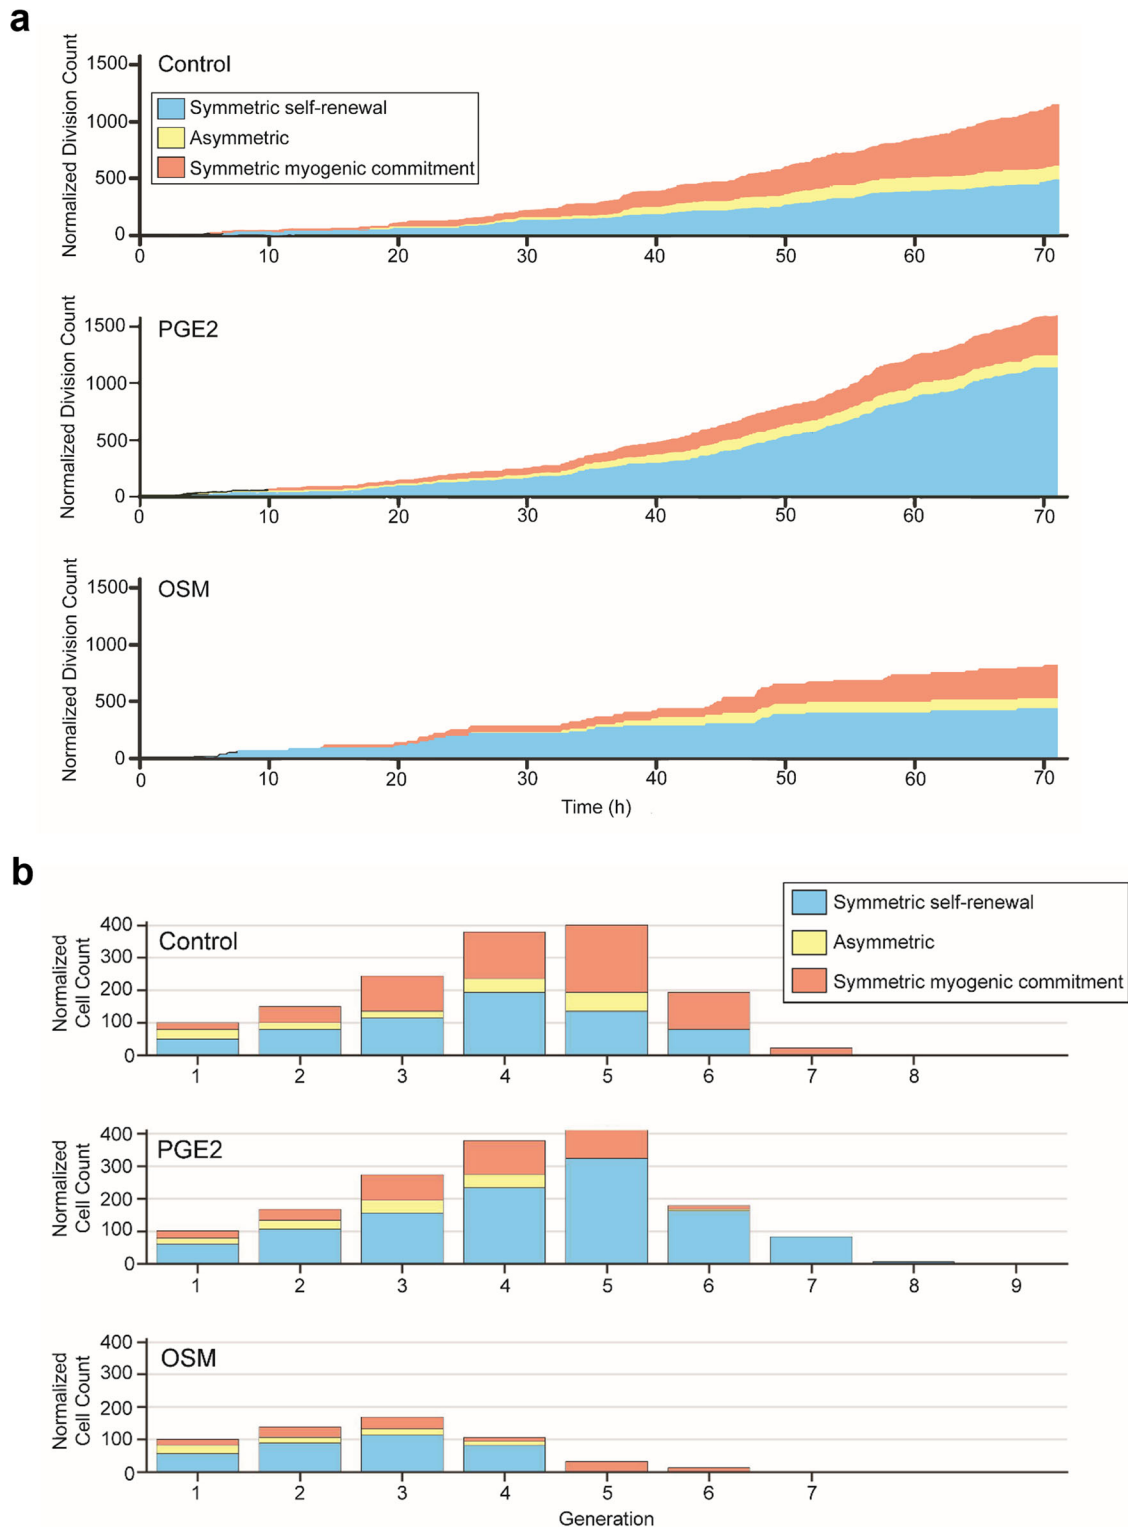 a
Normalized Division Count
1500
1000
500
0
Control
Symmetric self-renewal
Asymmetric
Symmetric myogenic commitment
0 10 20 30 40 50 60 70
Normalized Division Count
1500
1000
500
0
PGE2
0 10 20 30 40 50 60 70
Normalized Division Count
1500
1000
500
0
OSM
0 10 20 30 40 50 60 70
Time (h)
b
Symmetric self-renewal
Asymmetric
Symmetric myogenic commitment
Normalized
Cell Count
400
300
200
100
0
Control
1 2 3 4 5 6 7 8
Normalized
Cell Count
400
300
200
100
0
PGE2
1 2 3 4 5 6 7 8 9
Normalized
Cell Count
400
300
200
100
0
OSM
1 2 3 4 5 6 7
Generation